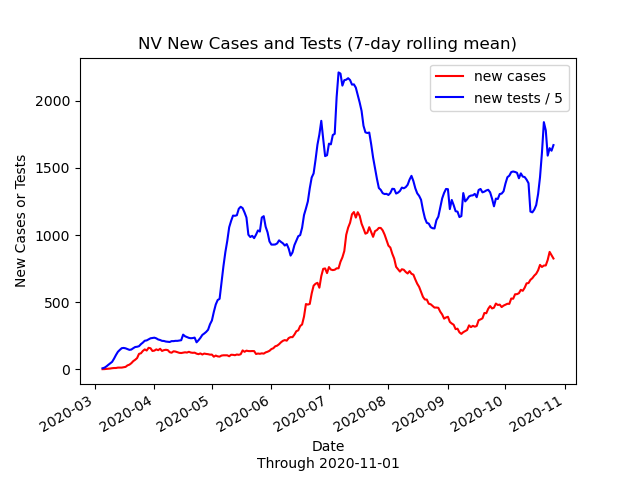 NV New Cases and Tests (7-day rolling mean)
new cases
new tests / 5
New Cases or Tests
2000
1500
1000
500
0
2020-03
2020-04
2020-05
2020-06
2020-07
2020-08
2020-09
2020-10
2020-11
Date
Through 2020-11-01